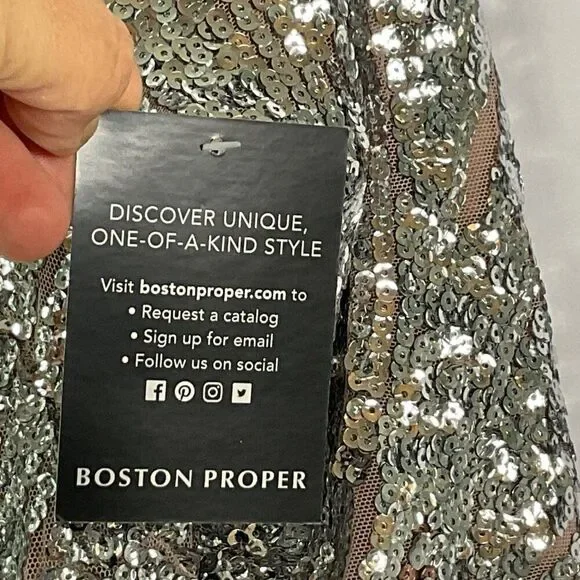 DISCOVER UNIQUE,
ONE-OF-A-KIND STYLE
Visit bostonproper.com to
• Request a catalog
• Sign up for email
• Follow us on social
BOSTON PROPER